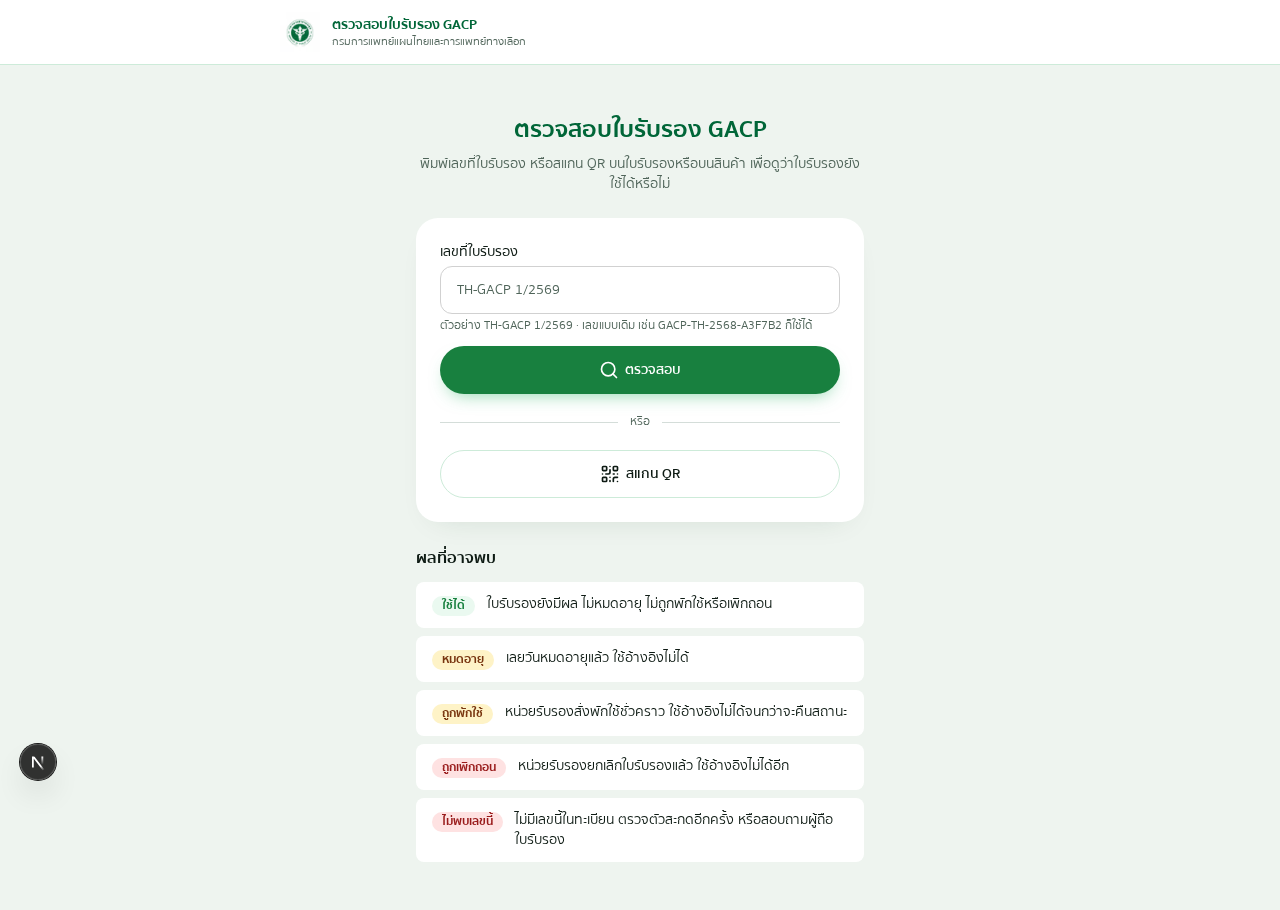 ตรวจสอบใบรับรอง GACP
กรมการแพทย์แผนไทยและการแพทย์ทางเลือก
ตรวจสอบใบรับรอง GACP
พิมพ์เลขที่ใบรับรอง หรือสแกน QR บนใบรับรองหรือบนสินค้า เพื่อดูว่าใบรับรองยัง
ใช้ได้หรือไม่
เลขที่ใบรับรอง
TH-GACP 1/2569
ตัวอย่าง TH-GACP 1/2569 · เลขแบบเดิม เช่น GACP-TH-2568-A3F7B2 ก็ใช้ได้
ตรวจสอบ
หรือ
สแกน QR
ผลที่อาจพบ
ใช้ได้ ใบรับรองยังมีผล ไม่หมดอายุ ไม่ถูกพักใช้หรือเพิกถอน
หมดอายุ เลยวันหมดอายุแล้ว ใช้อ้างอิงไม่ได้
ถูกพักใช้ หน่วยรับรองสั่งพักใช้ชั่วคราว ใช้อ้างอิงไม่ได้จนกว่าจะคืนสถานะ
ถูกเพิกถอน หน่วยรับรองยกเลิกใบรับรองแล้ว ใช้อ้างอิงไม่ได้อีก
ไม่พบเลขนี้ ไม่มีเลขนี้ในทะเบียน ตรวจตัวสะกดอีกครั้ง หรือสอบถามผู้ถือ
ใบรับรอง
N